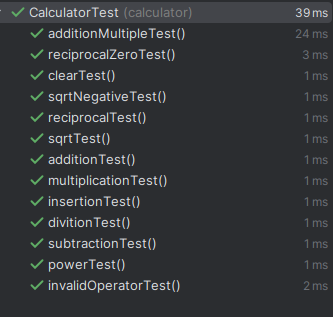 CalculatorTest (calculator) 39 ms
additionMultipleTest() 24 ms
reciprocalZeroTest() 3 ms
clearTest() 1 ms
sqrtNegativeTest() 1 ms
reciprocalTest() 1 ms
sqrtTest() 1 ms
additionTest() 1 ms
multiplicationTest() 1 ms
insertionTest() 1 ms
divitionTest() 1 ms
subtractionTest() 1 ms
powerTest() 1 ms
invalidOperatorTest() 2 ms